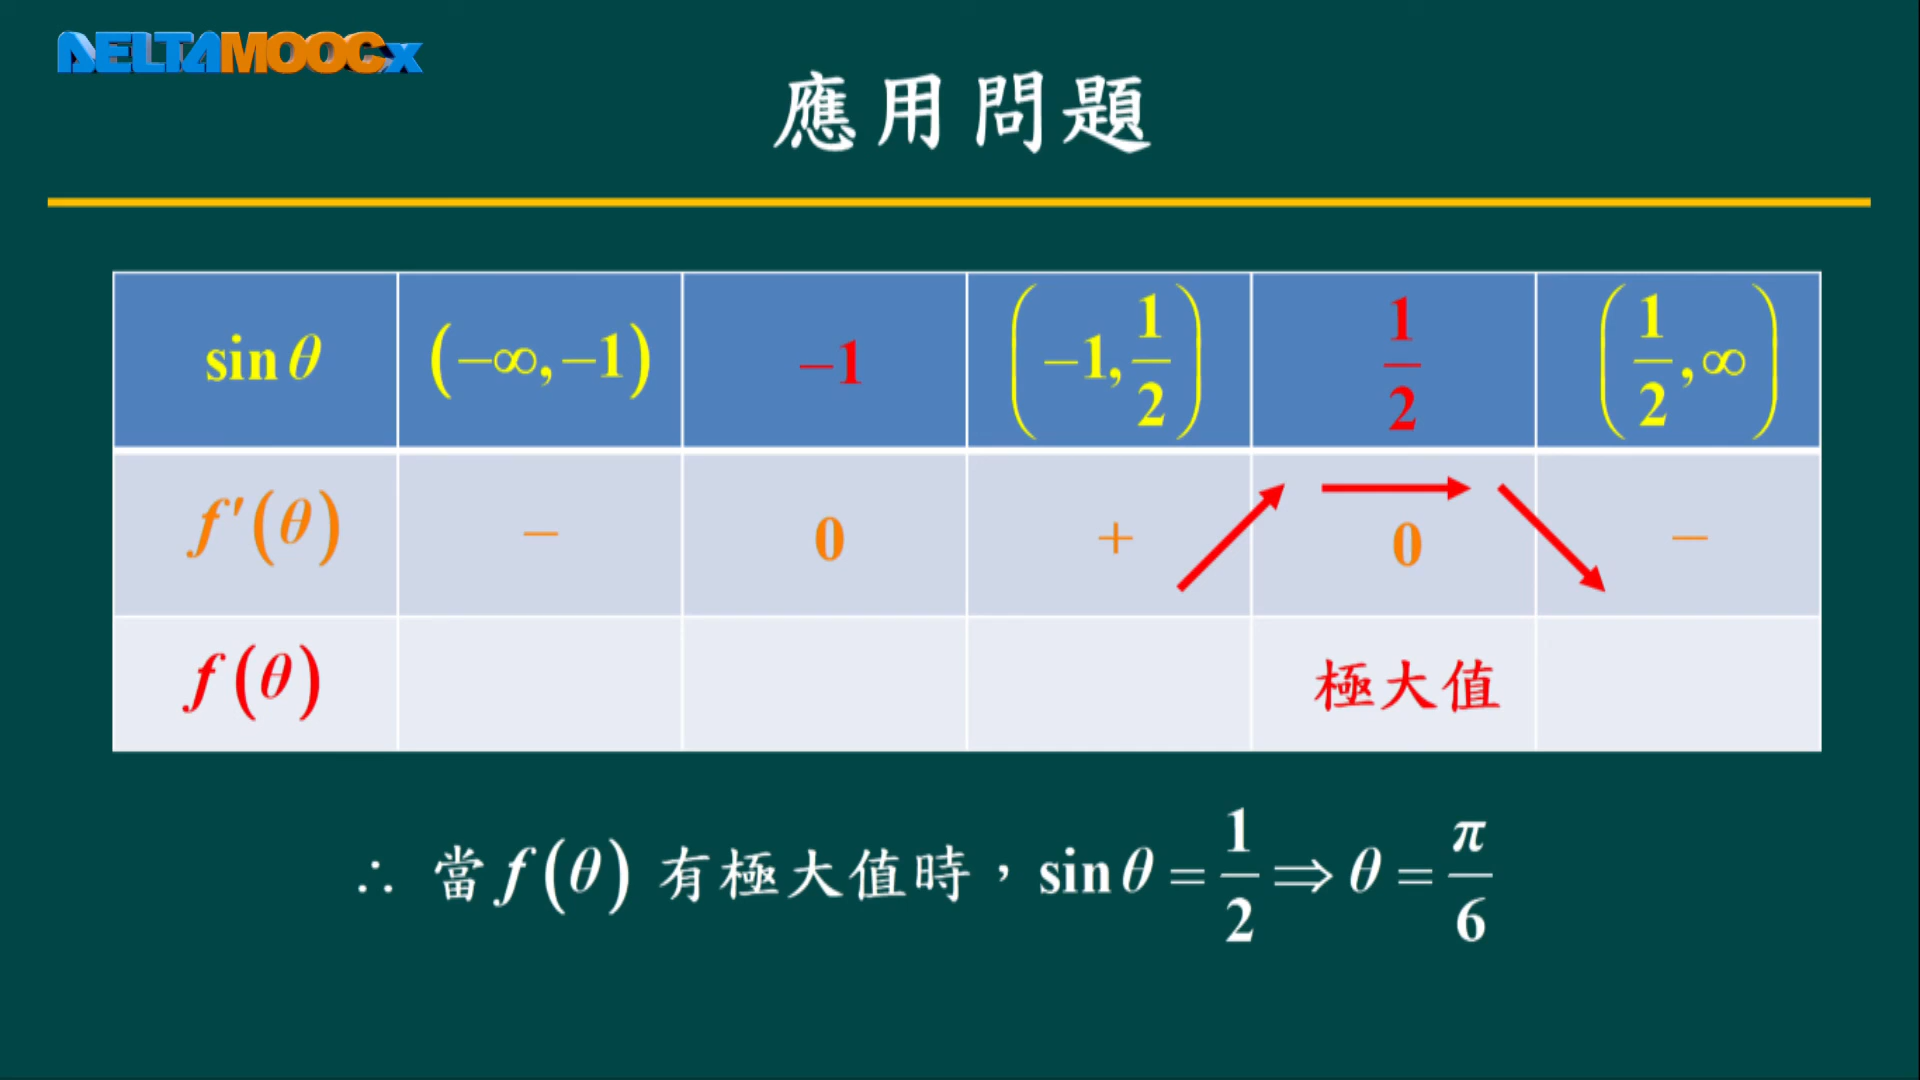 DELTAMOOCx
應用問題
sin θ (−∞,−1) −1 (−1, 1/2) 1/2 (1/2, ∞)
f′(θ) − 0 + 0 −
f(θ) 極大值
∴ 當 f(θ) 有極大值時，sin θ = 1/2 ⇒ θ = π/6